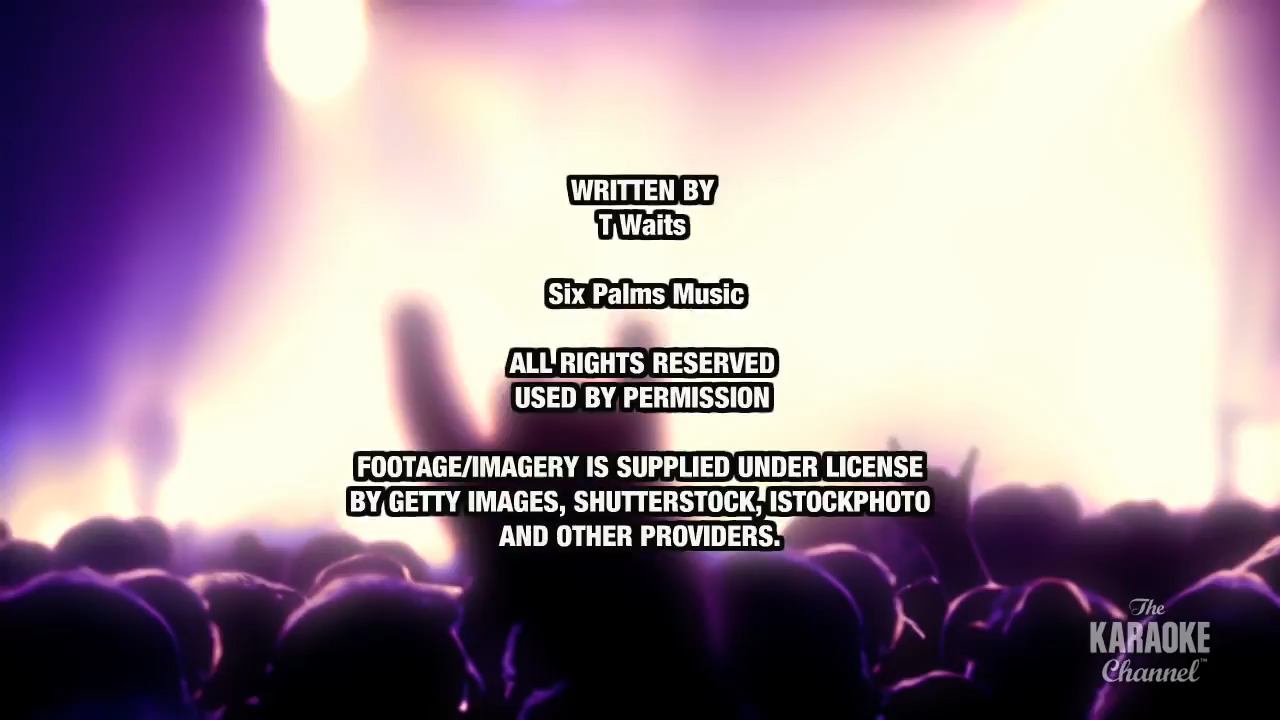 WRITTEN BY
T Waits
Six Palms Music
ALL RIGHTS RESERVED
USED BY PERMISSION
FOOTAGE/IMAGERY IS SUPPLIED UNDER LICENSE
BY GETTY IMAGES, SHUTTERSTOCK, ISTOCKPHOTO
AND OTHER PROVIDERS.
The
KARAOKE
Channel™